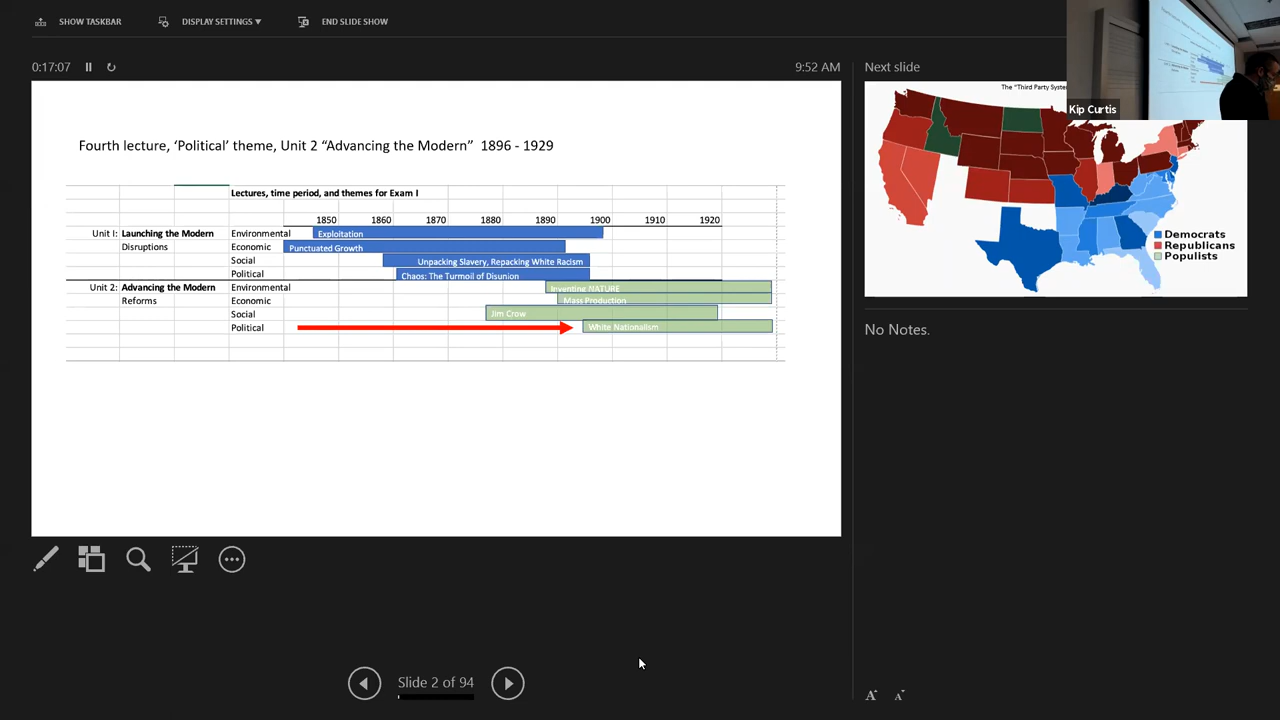 SHOW TASKBAR DISPLAY SETTINGS ▼ END SLIDE SHOW
0:17:07 9:52 AM
Fourth lecture, ‘Political’ theme, Unit 2 “Advancing the Modern” 1896 - 1929
Lectures, time period, and themes for Exam I
1850 1860 1870 1880 1890 1900 1910 1920
Unit I: Launching the Modern Environmental Exploitation
Disruptions Economic Punctuated Growth
Social Unpacking Slavery, Repacking White Racism
Political Chaos: The Turmoil of Disunion
Unit 2: Advancing the Modern Environmental Inventing NATURE
Reforms Economic Mass Production
Social Jim Crow
Political White Nationalism
Slide 2 of 94
Next slide
Kip Curtis
The "Third Party
Democrats
Republicans
Populists
No Notes.
A A